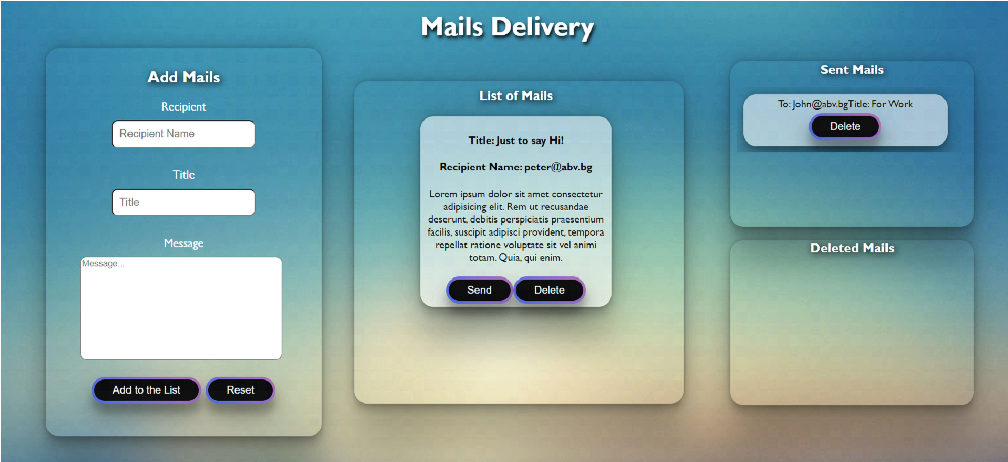 Mails Delivery
Add Mails
Recipient
Recipient Name
Title
Title
Message
Message...
Add to the List
Reset
List of Mails
Title: Just to say Hi!
Recipient Name: peter@abv.bg
Lorem ipsum dolor sit amet consectetur
adipisicing elit. Rem ut recusandae
deserunt, debitis perspiciatis praesentium
facilis, suscipit adipisci provident, tempora
repellat ratione voluptate sit vel animi
totam. Quia, qui enim.
Send
Delete
Sent Mails
To: John@abv.bgTitle: For Work
Delete
Deleted Mails